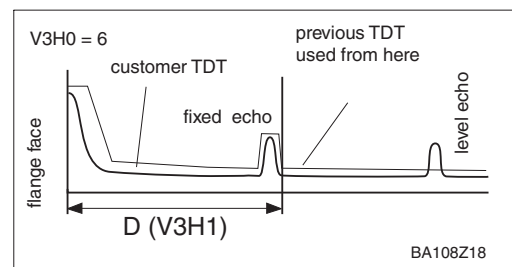 V3H0 = 6
previous TDT
used from here
customer TDT
fixed echo
flange face
level echo
D (V3H1)
BA108Z18